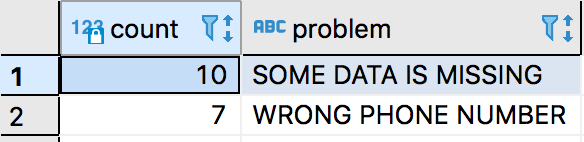 123 count ABC problem
1 10 SOME DATA IS MISSING
2 7 WRONG PHONE NUMBER